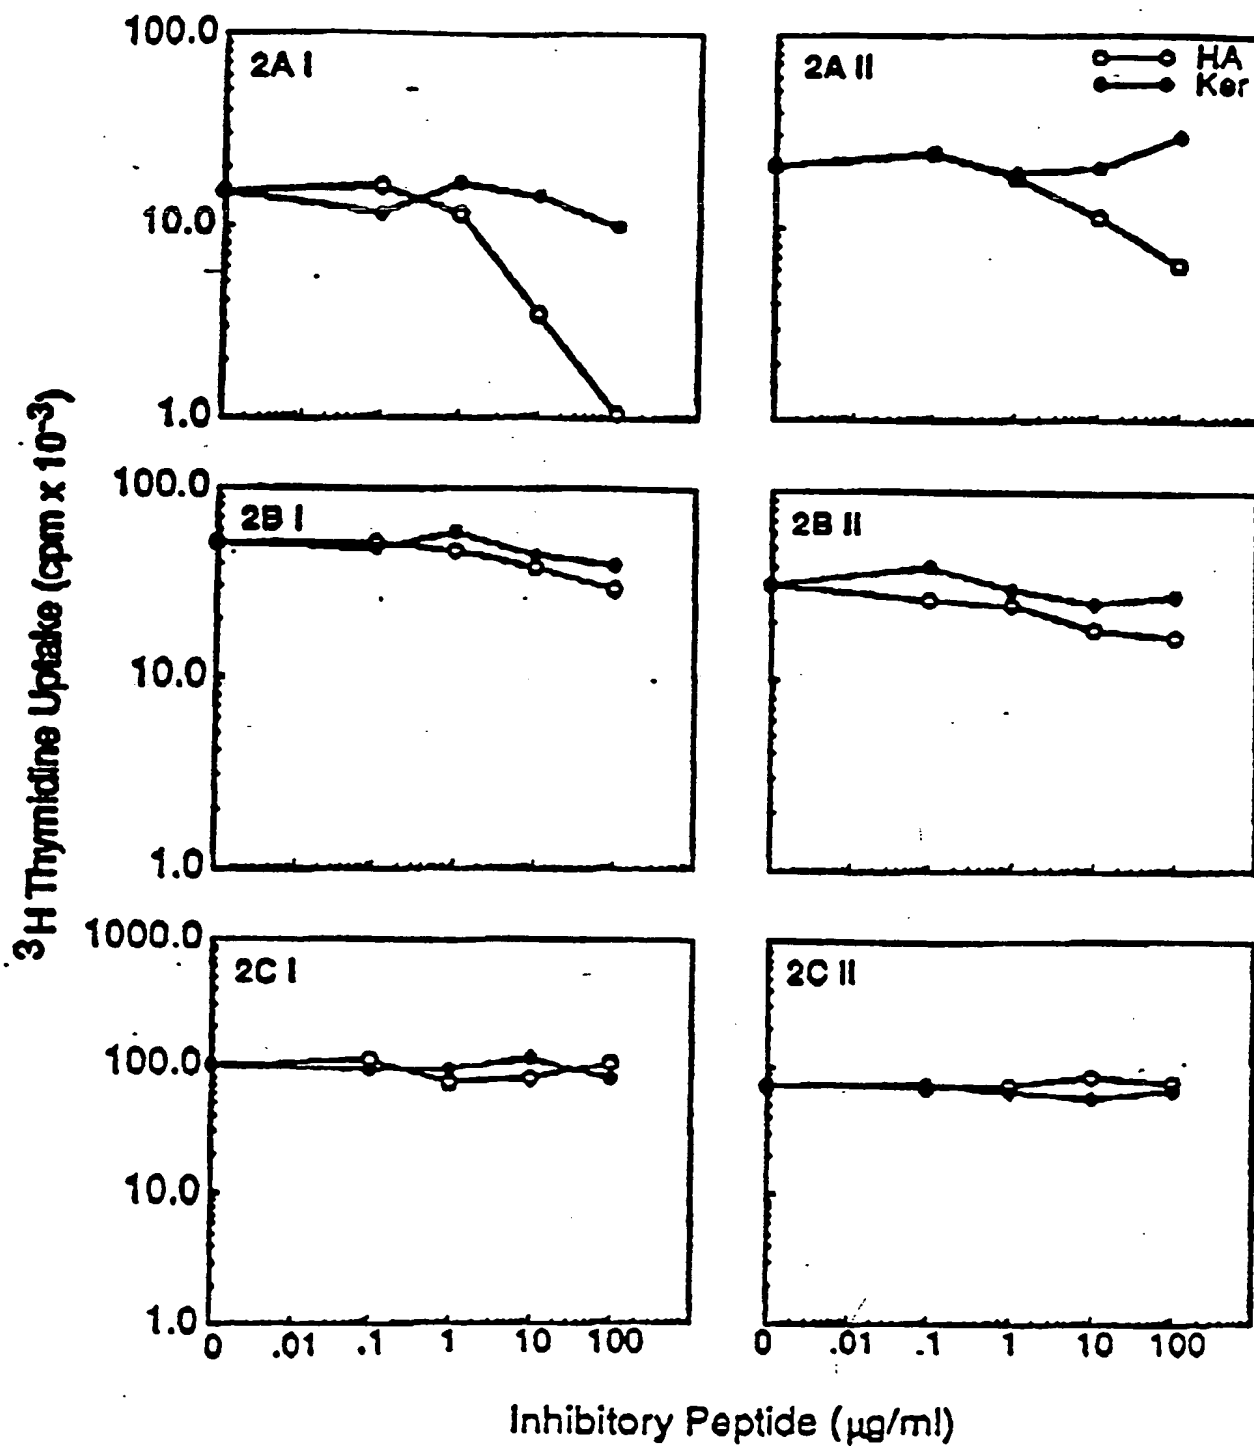 100.0
2A I
10.0
1.0
2A II
HA
Ker
100.0
2B I
10.0
1.0
2B II
1000.0
2C I
100.0
10.0
1.0
0 .01 .1 1 10 100
2C II
0 .01 .1 1 10 100
³H Thymidine Uptake (cpm x 10⁻³)
Inhibitory Peptide (µg/ml)